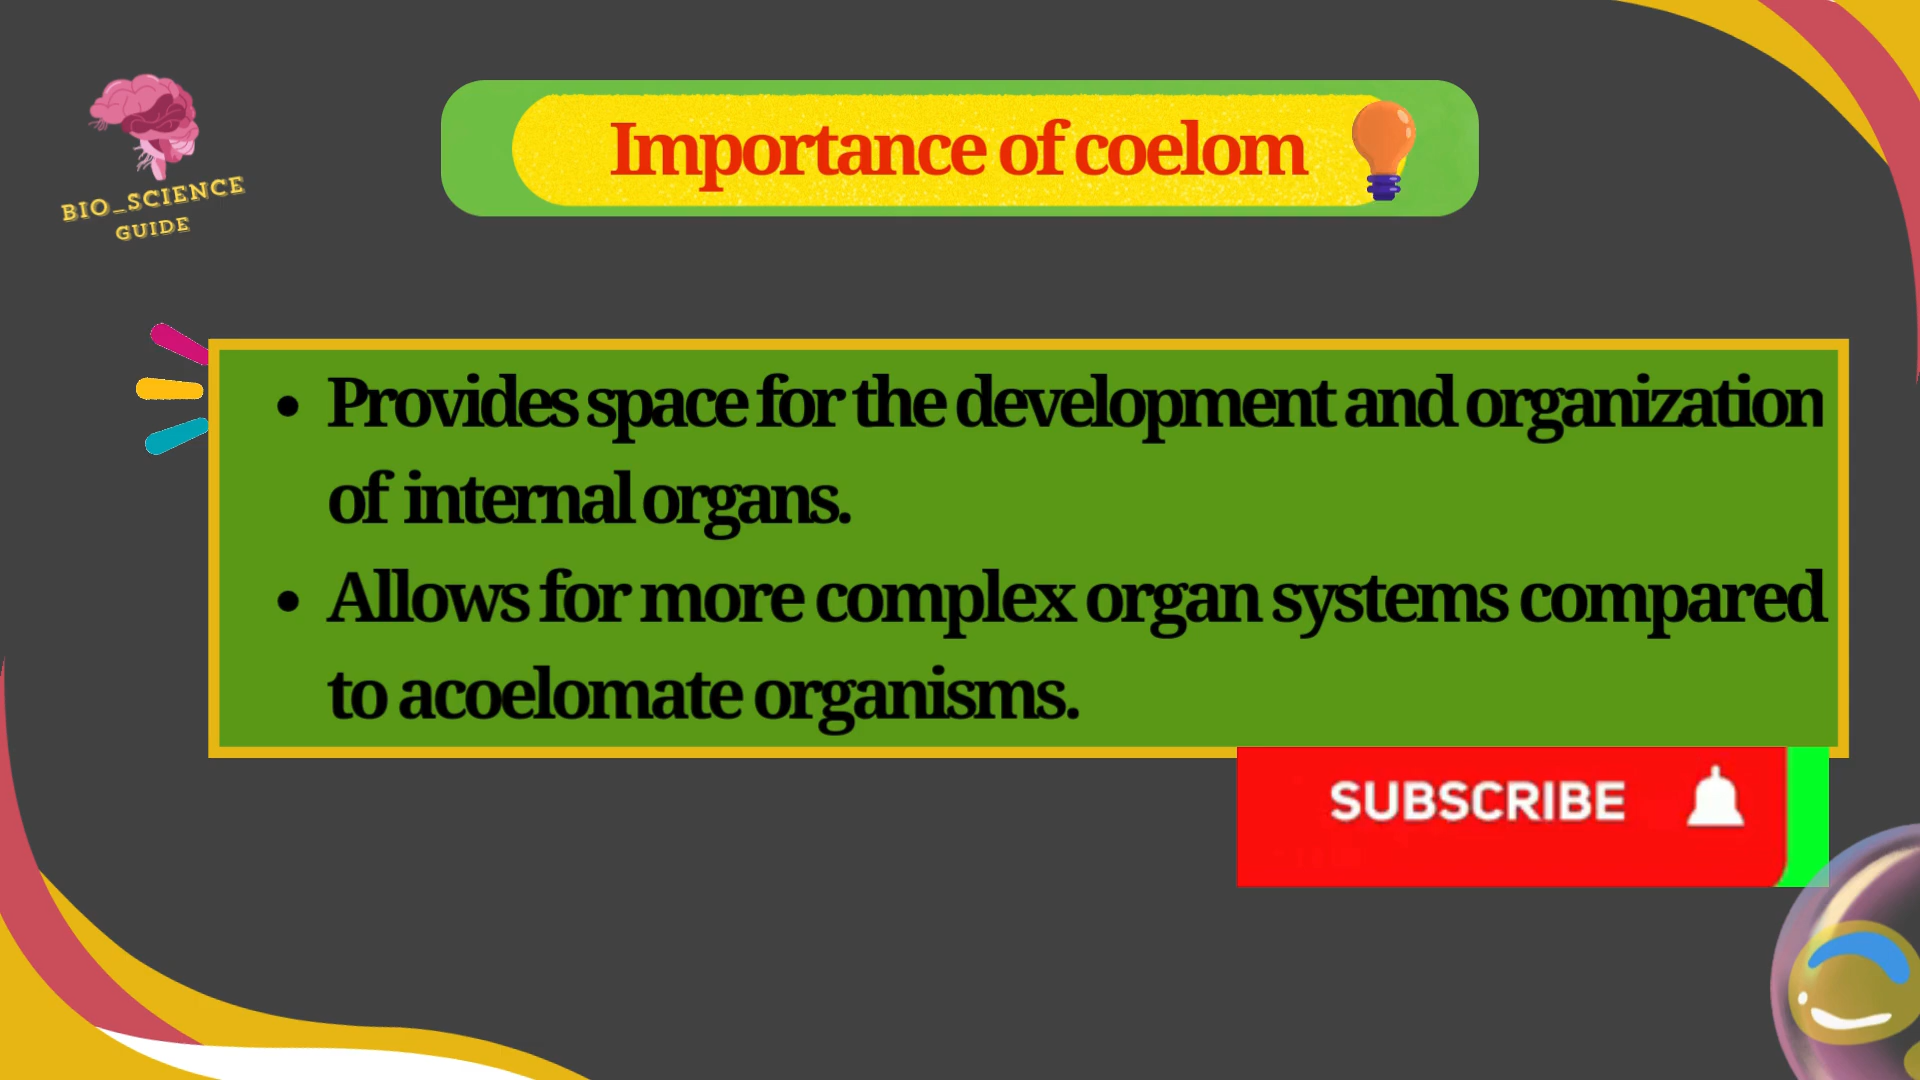 BIO_SCIENCE
GUIDE
Importance of coelom
• Provides space for the development and organization
of internal organs.
• Allows for more complex organ systems compared
to acoelomate organisms.
SUBSCRIBE